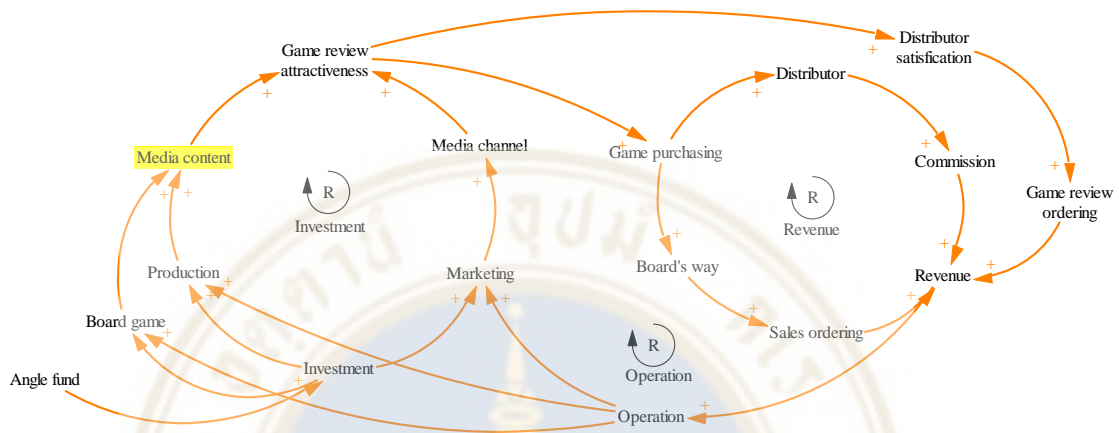 Distributor
satisfication
Game review
attractiveness
Distributor
Media channel
Game purchasing
Media content
Commission
R
Investment
R
Revenue
Game review
ordering
Production
Marketing
Board's way
Revenue
Board game
Sales ordering
R
Operation
Investment
Angle fund
Operation